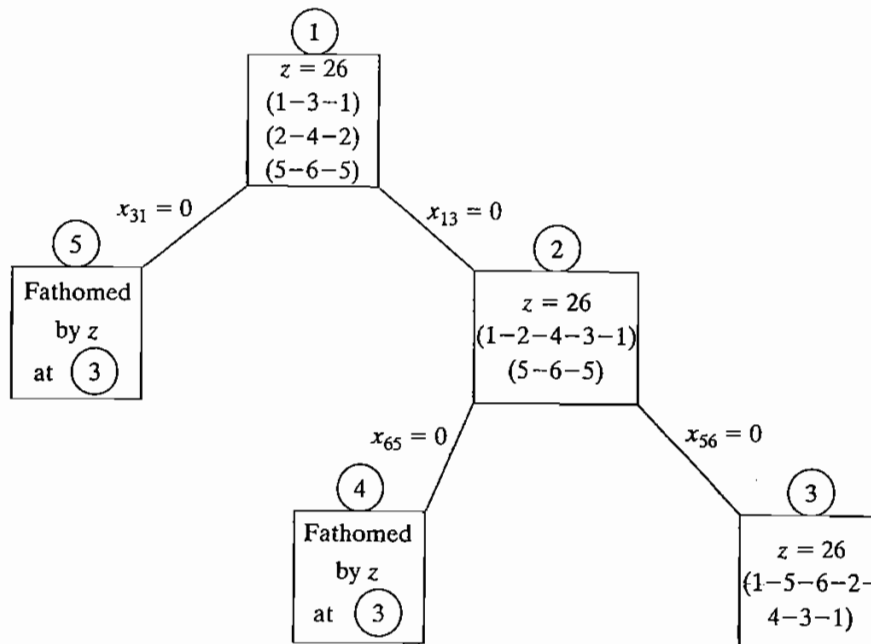 1
z = 26
(1-3-1)
(2-4-2)
(5-6-5)
x₃₁ = 0
x₁₃ = 0
5
Fathomed
by z
at 3
2
z = 26
(1-2-4-3-1)
(5-6-5)
x₆₅ = 0
x₅₆ = 0
4
Fathomed
by z
at 3
3
z = 26
(1-5-6-2-
4-3-1)